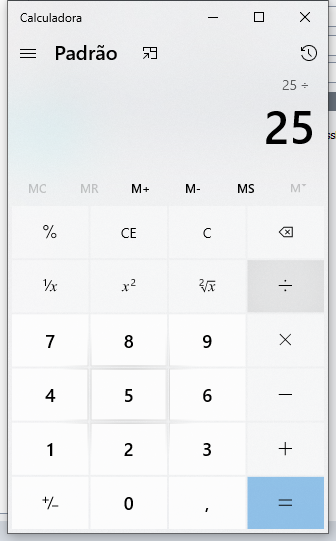 Calculadora
Padrão
25 ÷
25
MC MR M+ M- MS M˅
% CE C
¹/x x² ²√x ÷
7 8 9 ×
4 5 6 −
1 2 3 +
+/− 0 , =